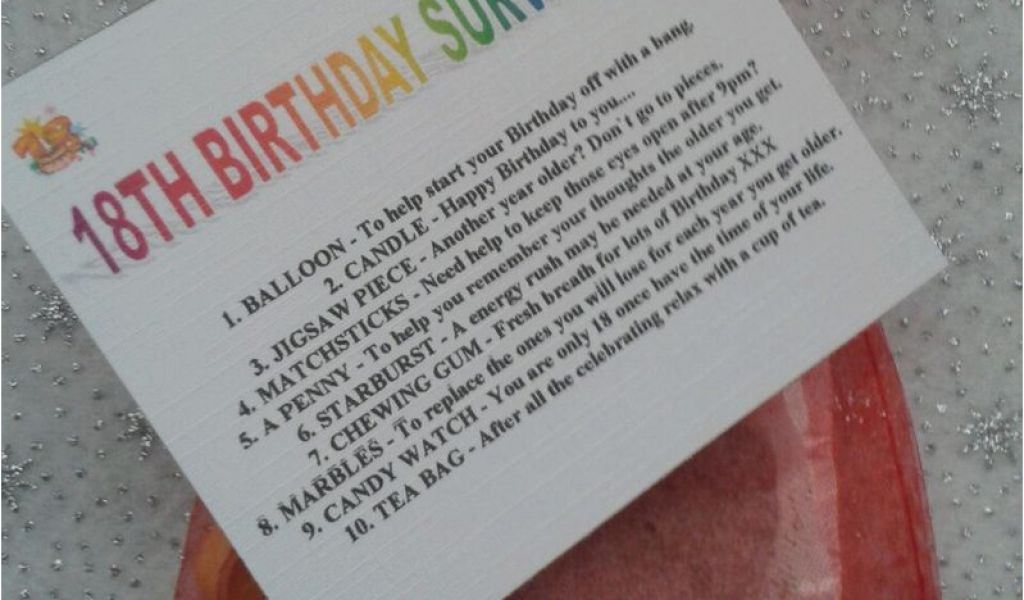 18TH BIRTHDAY
1. BALLOON - To help start your Birthday off with a bang.
2. CANDLE - Happy Birthday to you....
3. JIGSAW PIECE - Another year older? Don't go to pieces.
4. MATCHSTICKS - Need help to keep those eyes open after 9pm?
5. A PENNY - To help you remember your thoughts the older you get.
6. STARBURST - A energy rush may be needed at your age.
7. CHEWING GUM - Fresh breath for lots of Birthday XXX
8. MARBLES - To replace the ones you will lose for each year you get older.
9. CANDY WATCH - You are only 18 once have the time of your life.
10. TEA BAG - After all the celebrating relax with a cup of tea.